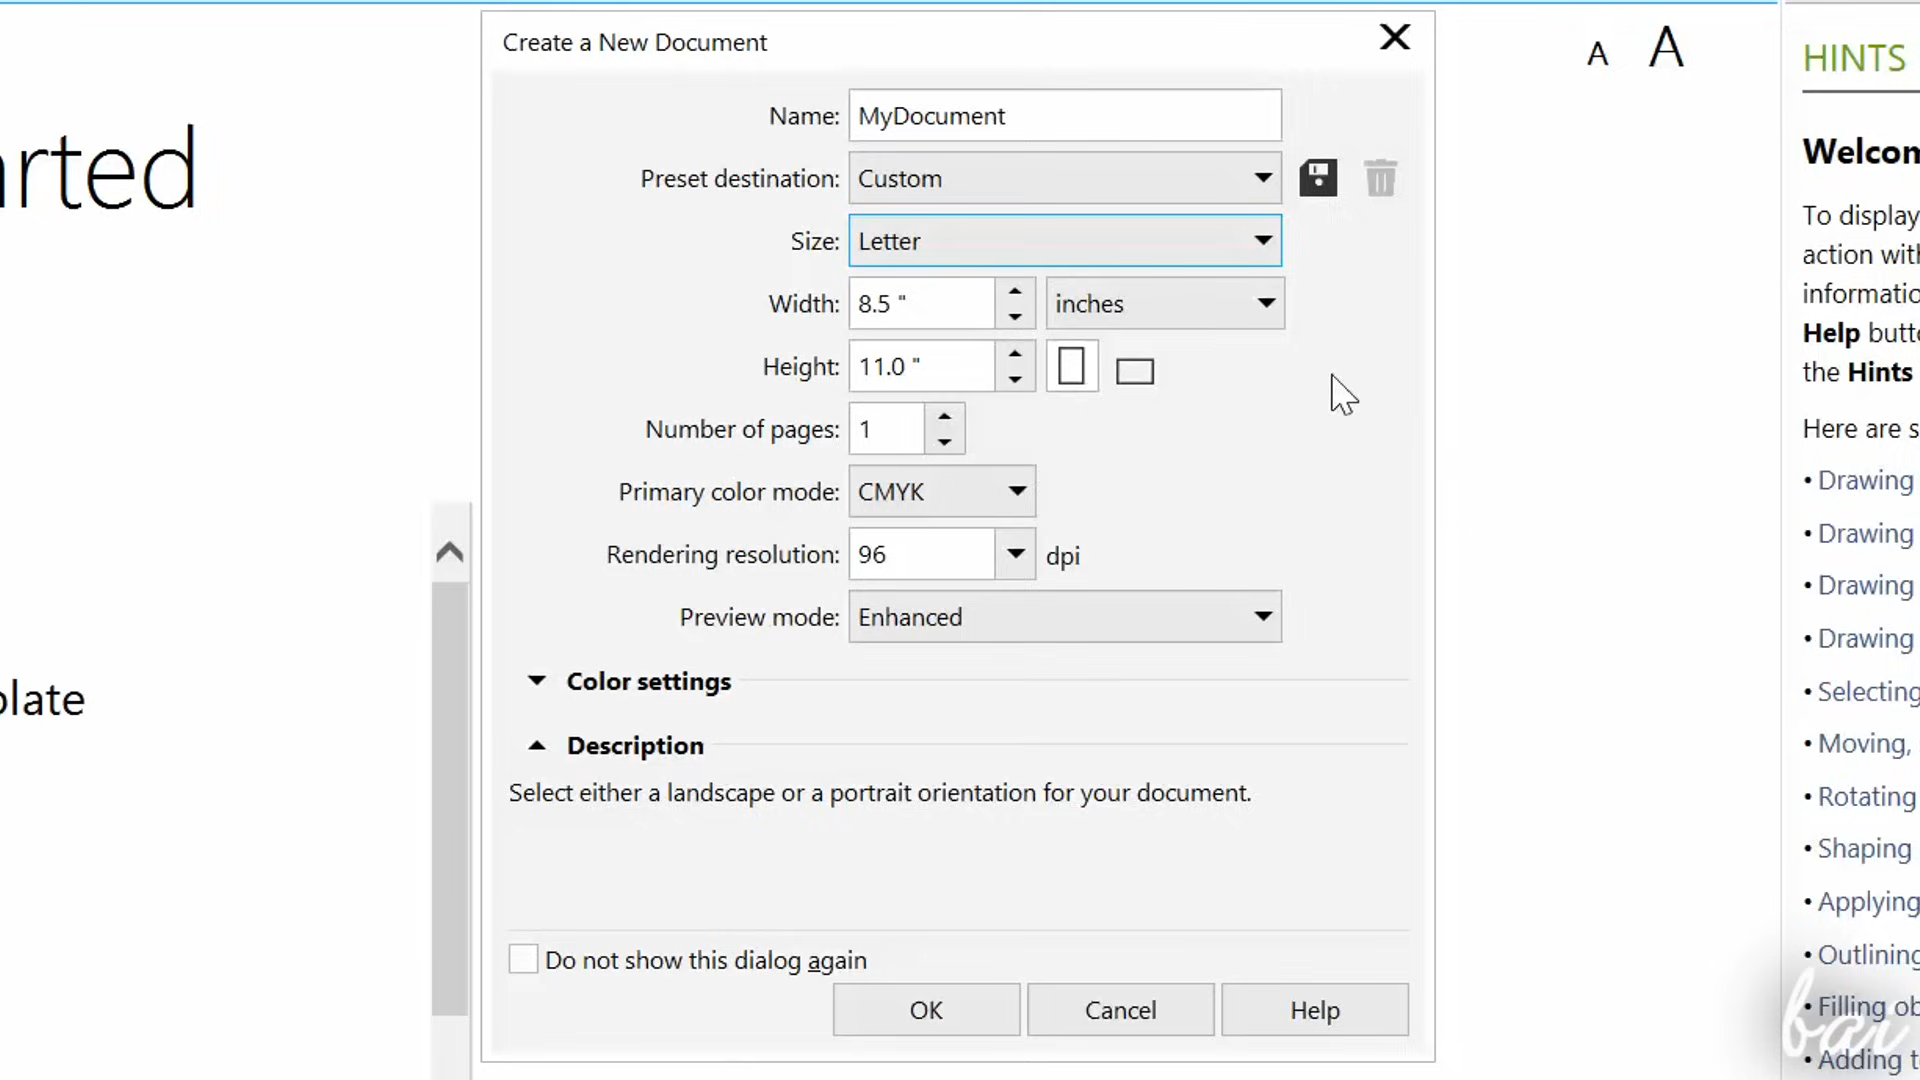 Create a New Document
A A
HINTS
Name: MyDocument
Preset destination: Custom
Size: Letter
Width: 8.5 " inches
Height: 11.0 "
Number of pages: 1
Primary color mode: CMYK
Rendering resolution: 96 dpi
Preview mode: Enhanced
Color settings
Description
Select either a landscape or a portrait orientation for your document.
Do not show this dialog again
OK Cancel Help
arted
plate
Welcom
To display
action with
informatio
Help butto
the Hints
Here are s
• Drawing
• Drawing
• Drawing
• Drawing
• Selecting
• Moving,
• Rotating
• Shaping
• Applying
• Outlining
• Filling ob
• Adding t
bai